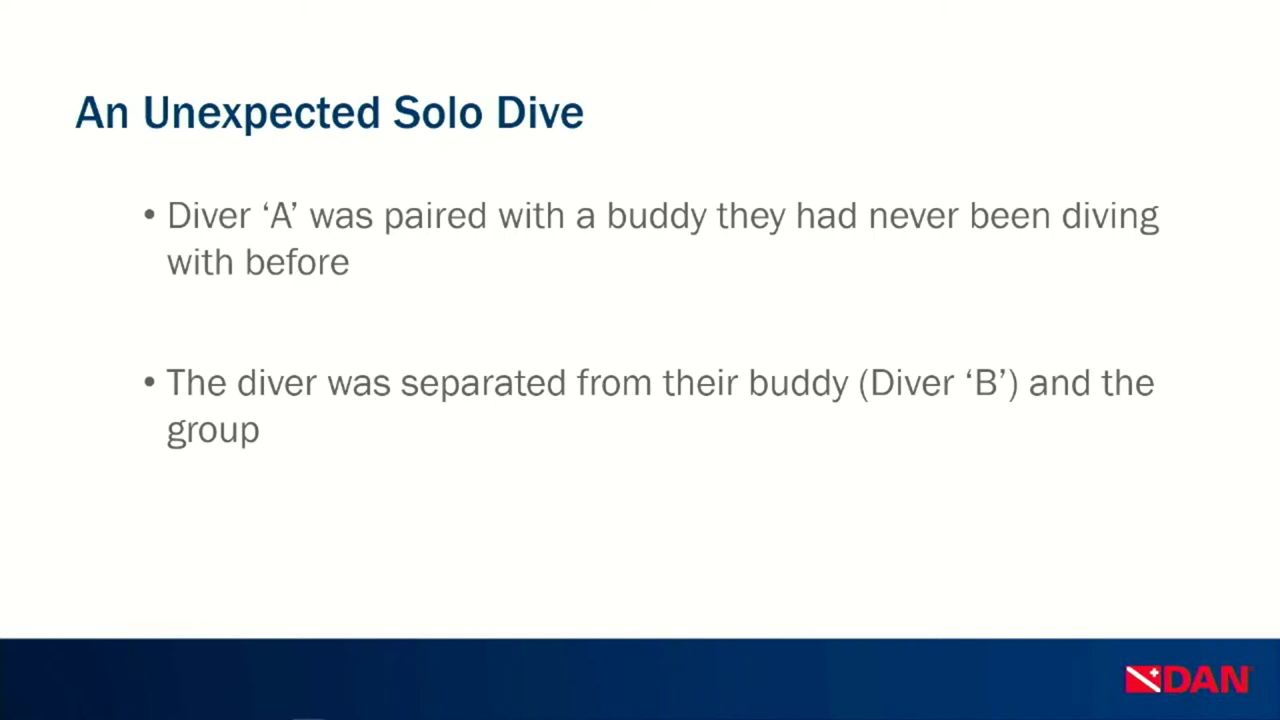 An Unexpected Solo Dive
• Diver ‘A’ was paired with a buddy they had never been diving
with before
• The diver was separated from their buddy (Diver ‘B’) and the
group
DAN